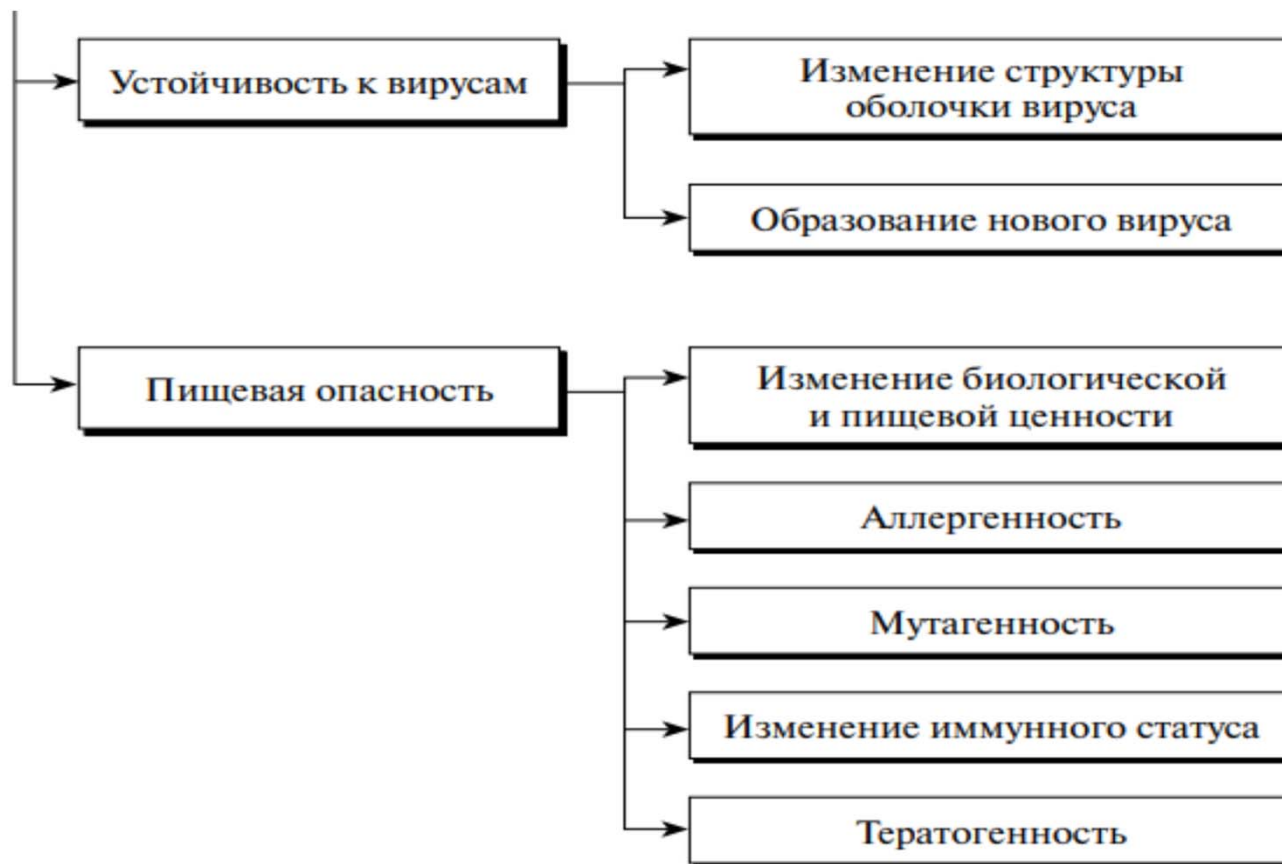 Устойчивость к вирусам
Изменение структуры
оболочки вируса
Образование нового вируса
Пищевая опасность
Изменение биологической
и пищевой ценности
Аллергенность
Мутагенность
Изменение иммунного статуса
Тератогенность